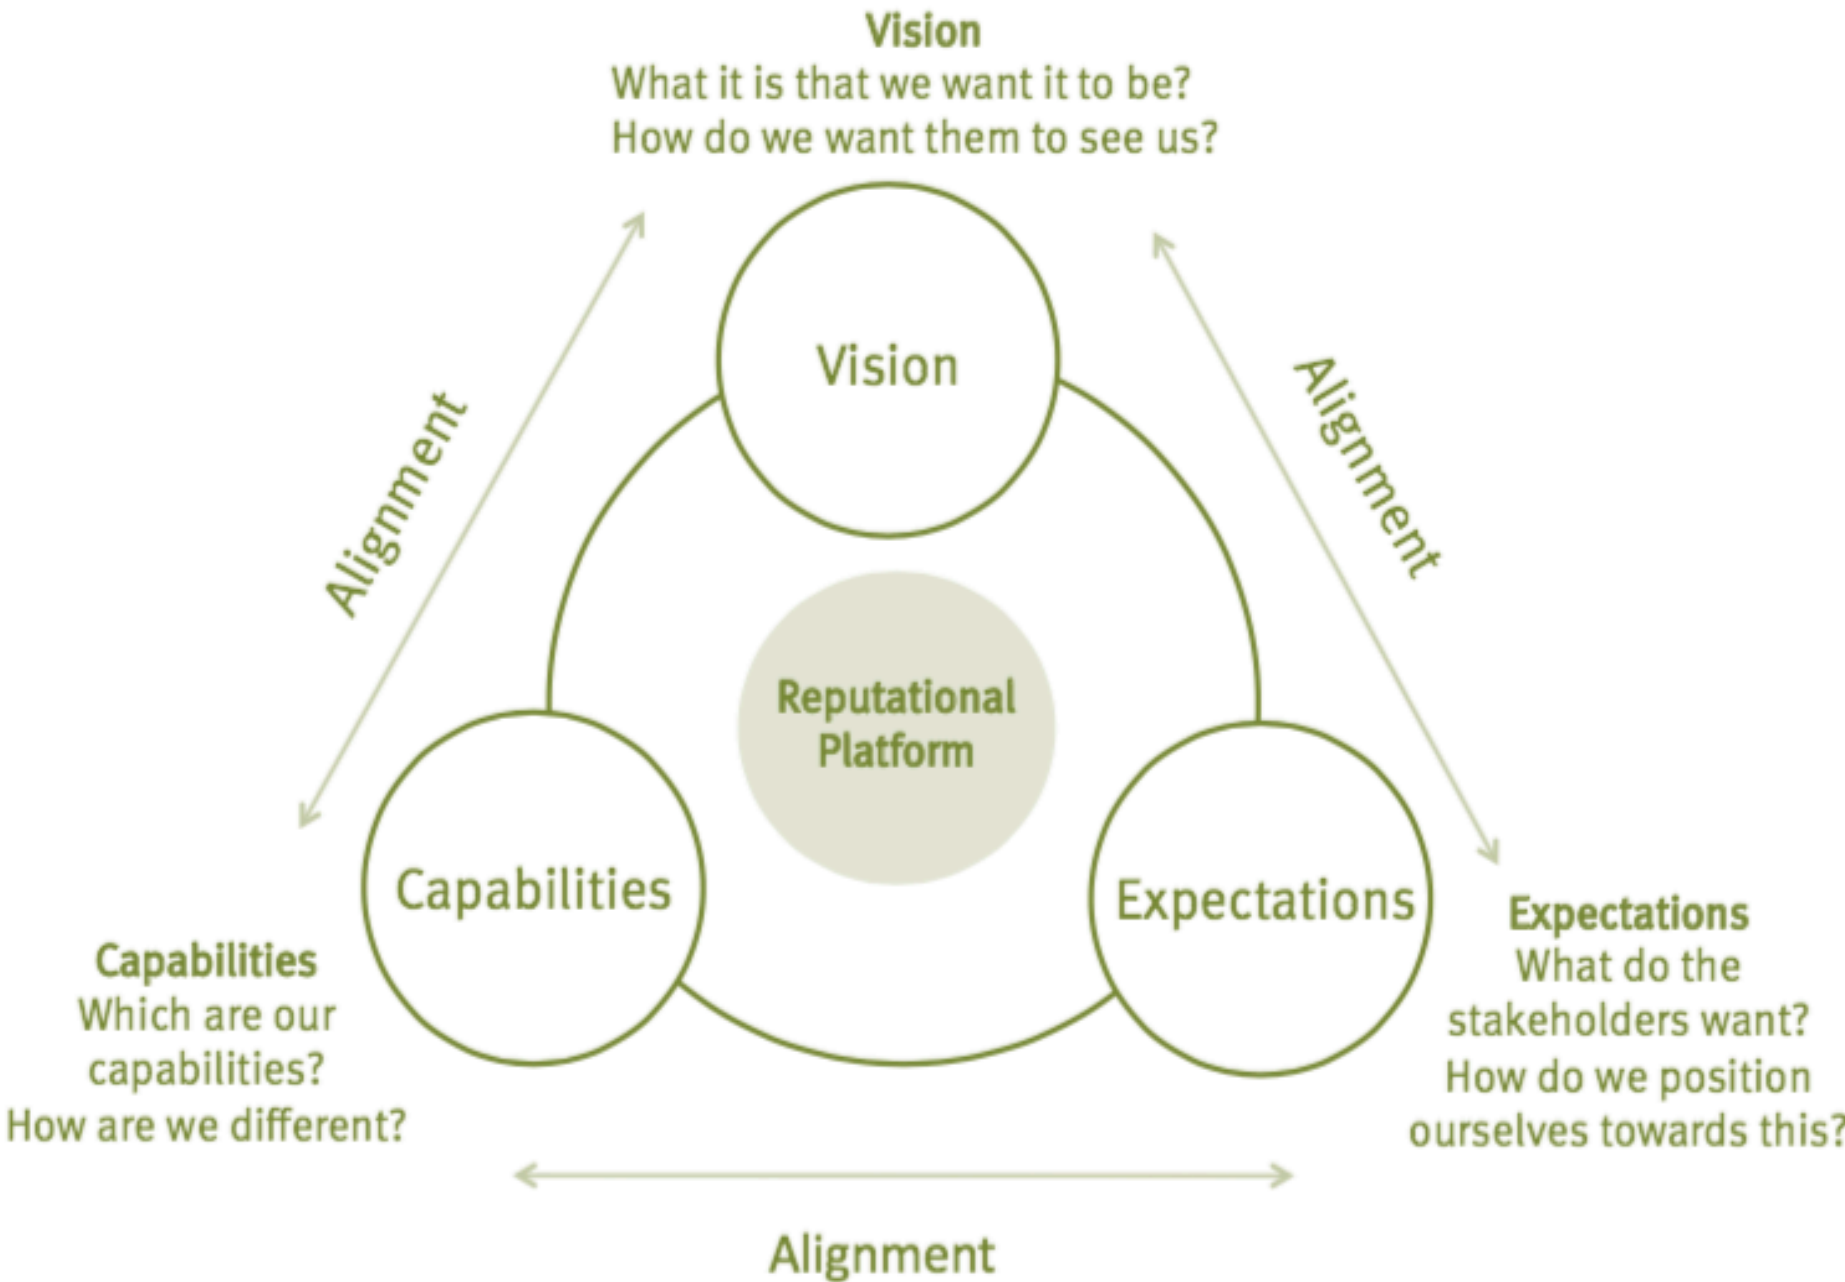 Vision
What it is that we want it to be?
How do we want them to see us?
Vision
Alignment
Alignment
Reputational
Platform
Capabilities
Expectations
Capabilities
Which are our
capabilities?
How are we different?
Expectations
What do the
stakeholders want?
How do we position
ourselves towards this?
Alignment